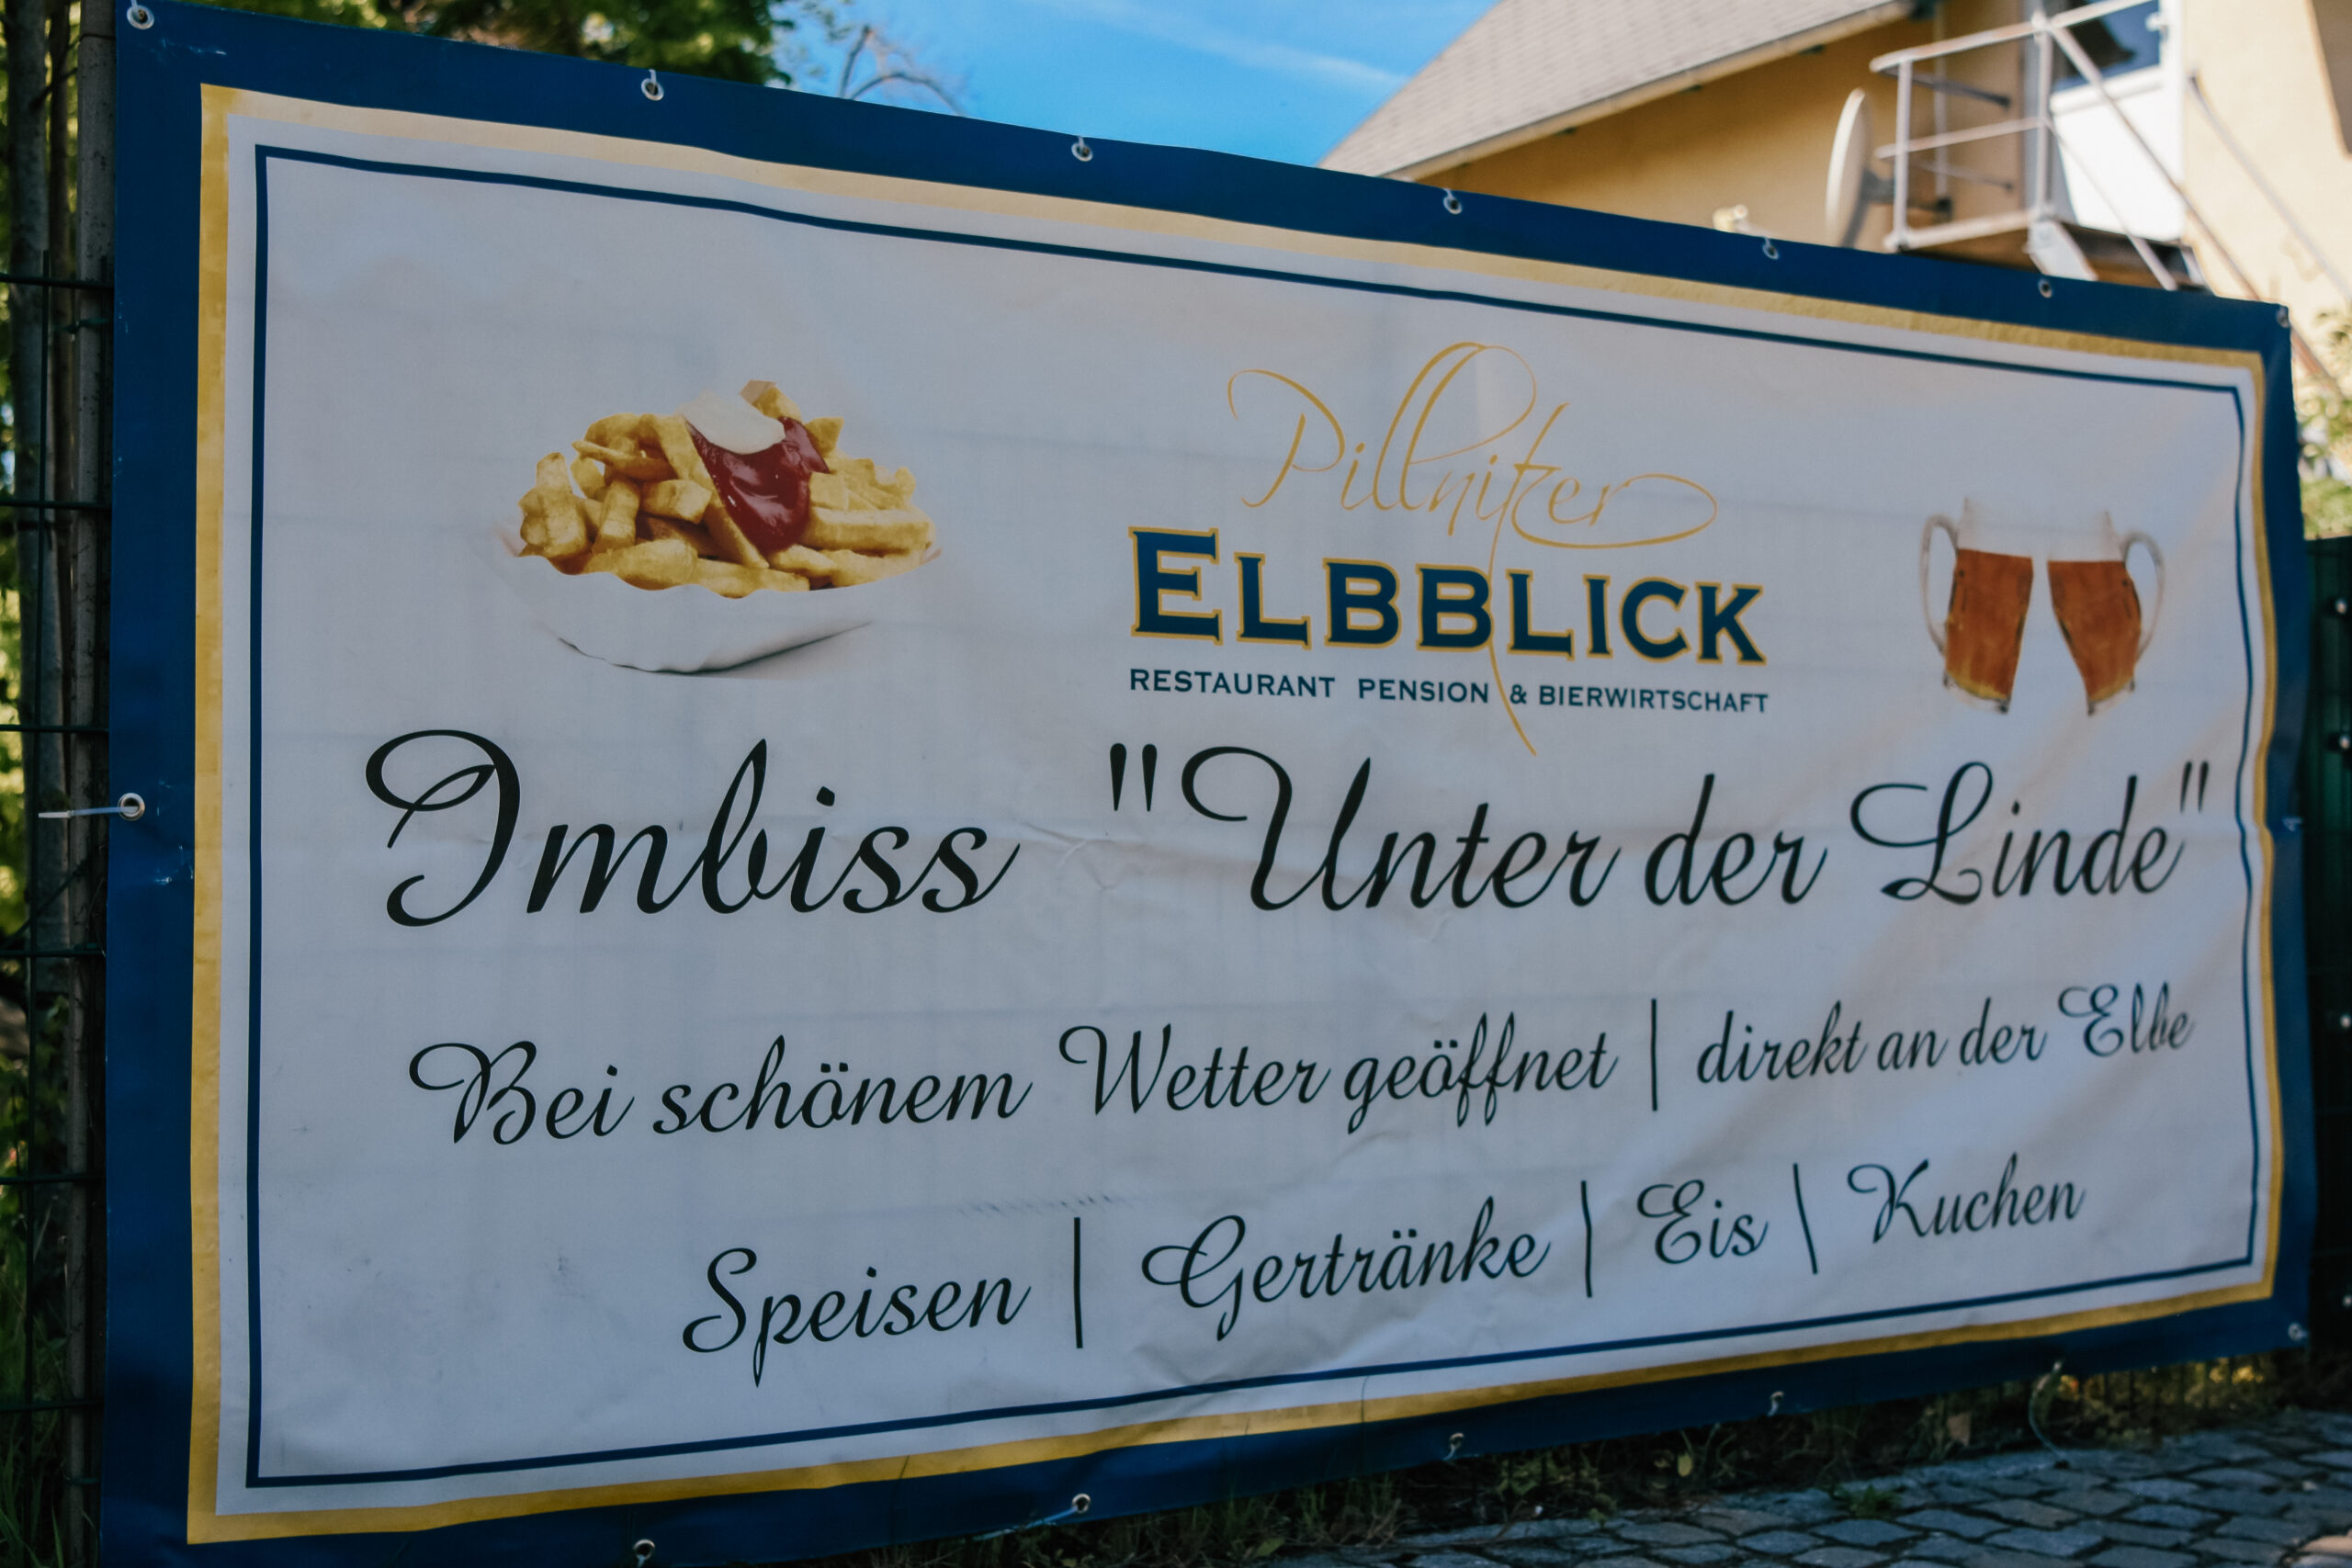 Pillnitzer
ELBBLICK
RESTAURANT PENSION & BIERWIRTSCHAFT
Imbiss "Unter der Linde"
Bei schönem Wetter geöffnet | direkt an der Elbe
Speisen | Gertränke | Eis | Kuchen